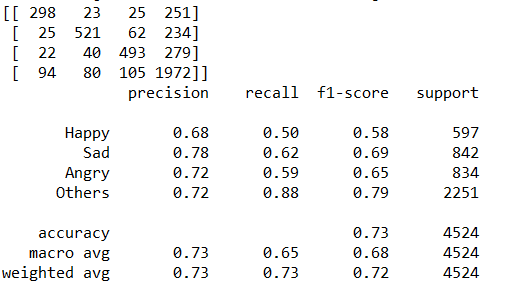 [[ 298 23 25 251]
[ 25 521 62 234]
[ 22 40 493 279]
[ 94 80 105 1972]]
precision recall f1-score support
Happy 0.68 0.50 0.58 597
Sad 0.78 0.62 0.69 842
Angry 0.72 0.59 0.65 834
Others 0.72 0.88 0.79 2251
accuracy 0.73 4524
macro avg 0.73 0.65 0.68 4524
weighted avg 0.73 0.73 0.72 4524